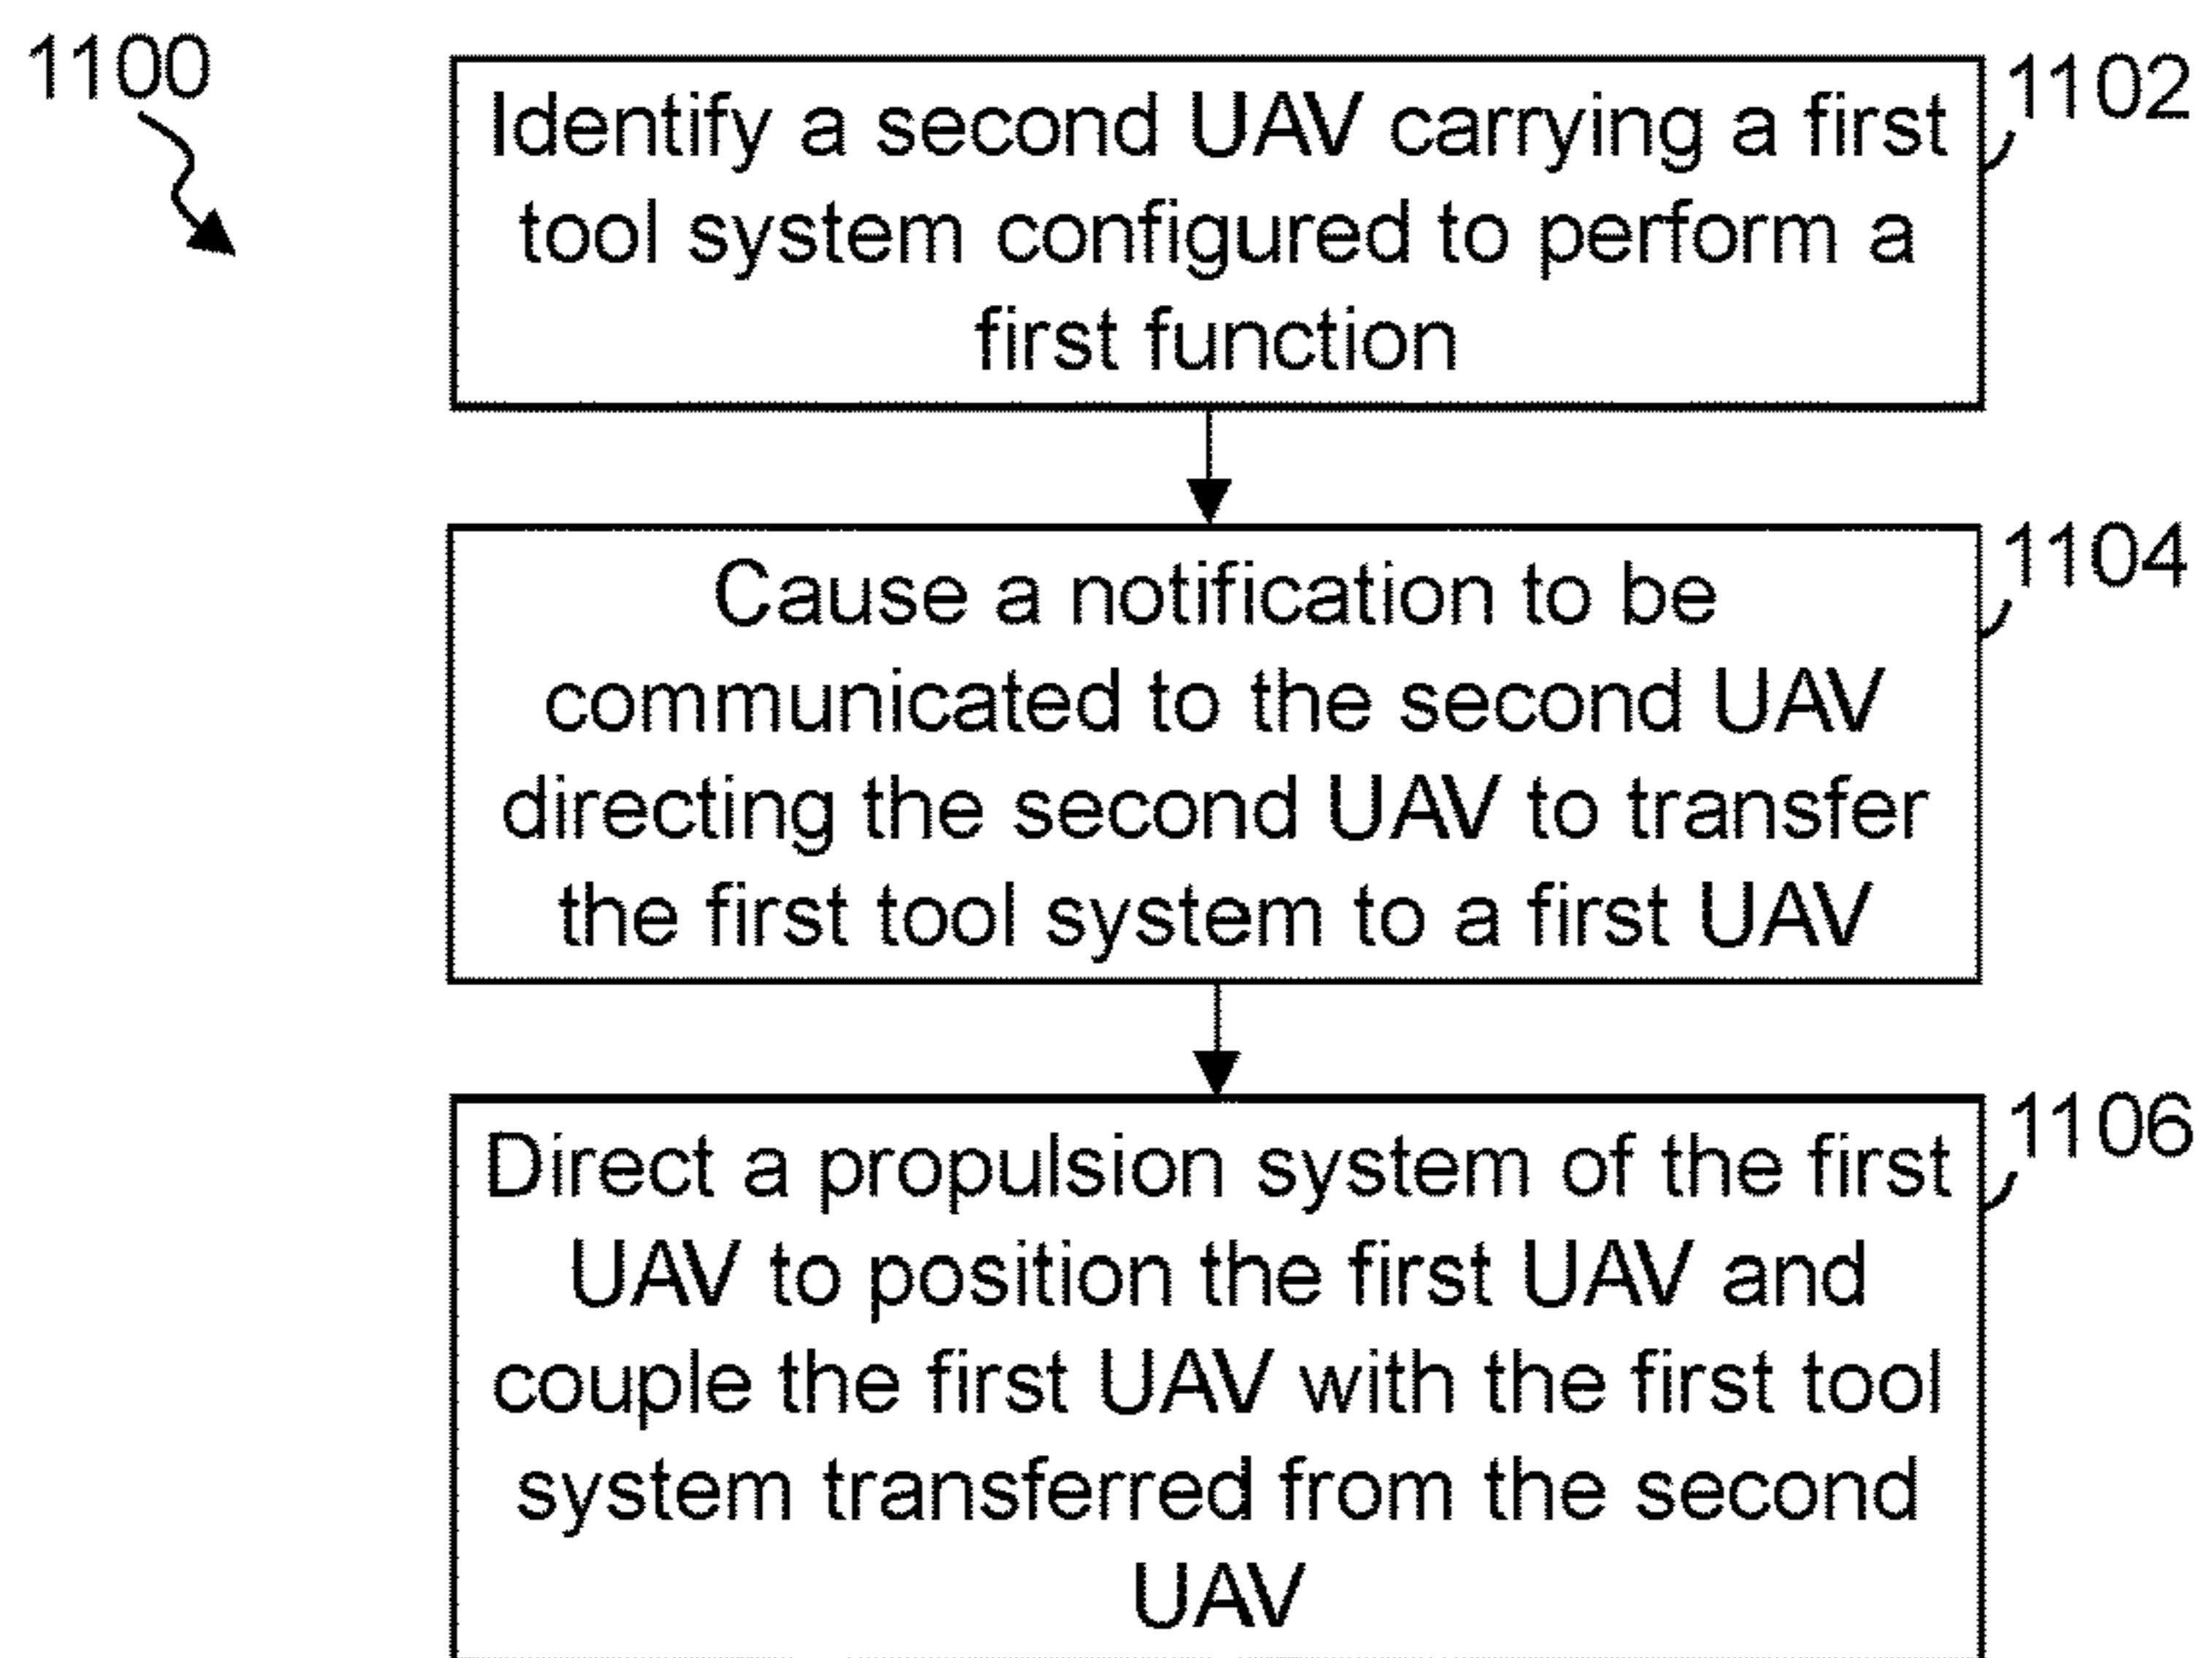 1100
1102
Identify a second UAV carrying a first
tool system configured to perform a
first function
1104
Cause a notification to be
communicated to the second UAV
directing the second UAV to transfer
the first tool system to a first UAV
1106
Direct a propulsion system of the first
UAV to position the first UAV and
couple the first UAV with the first tool
system transferred from the second
UAV